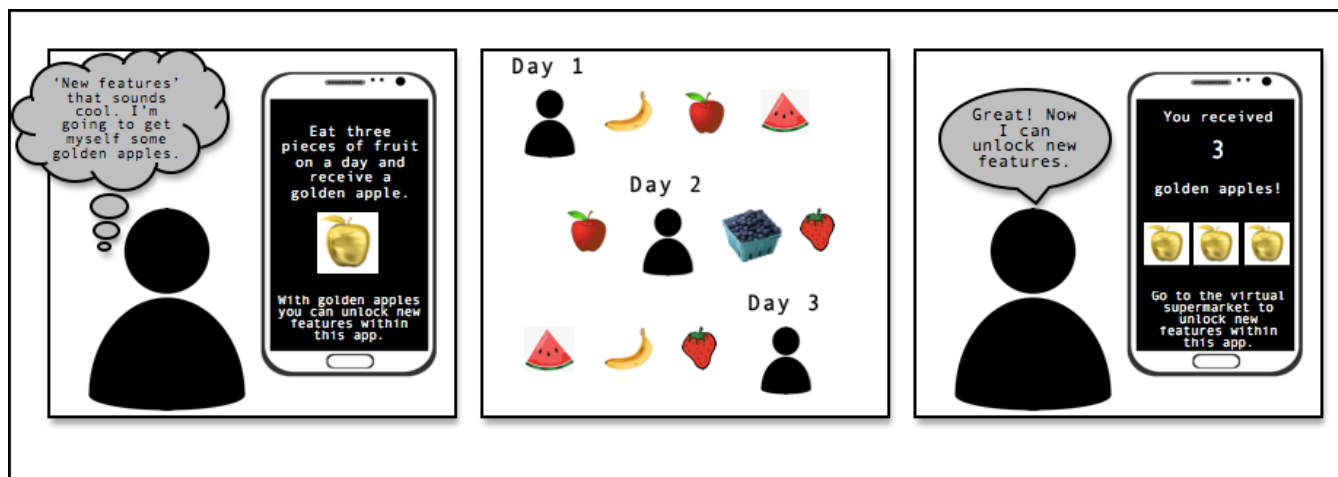 'New features'
that sounds
cool. I'm
going to get
myself some
golden apples.
Eat three
pieces of fruit
on a day and
receive a
golden apple.
With golden apples
you can unlock new
features within
this app.
Day 1
Day 2
Day 3
Great! Now
I can
unlock new
features.
You received
3
golden apples!
Go to the virtual
supermarket to
unlock new
features within
this app.